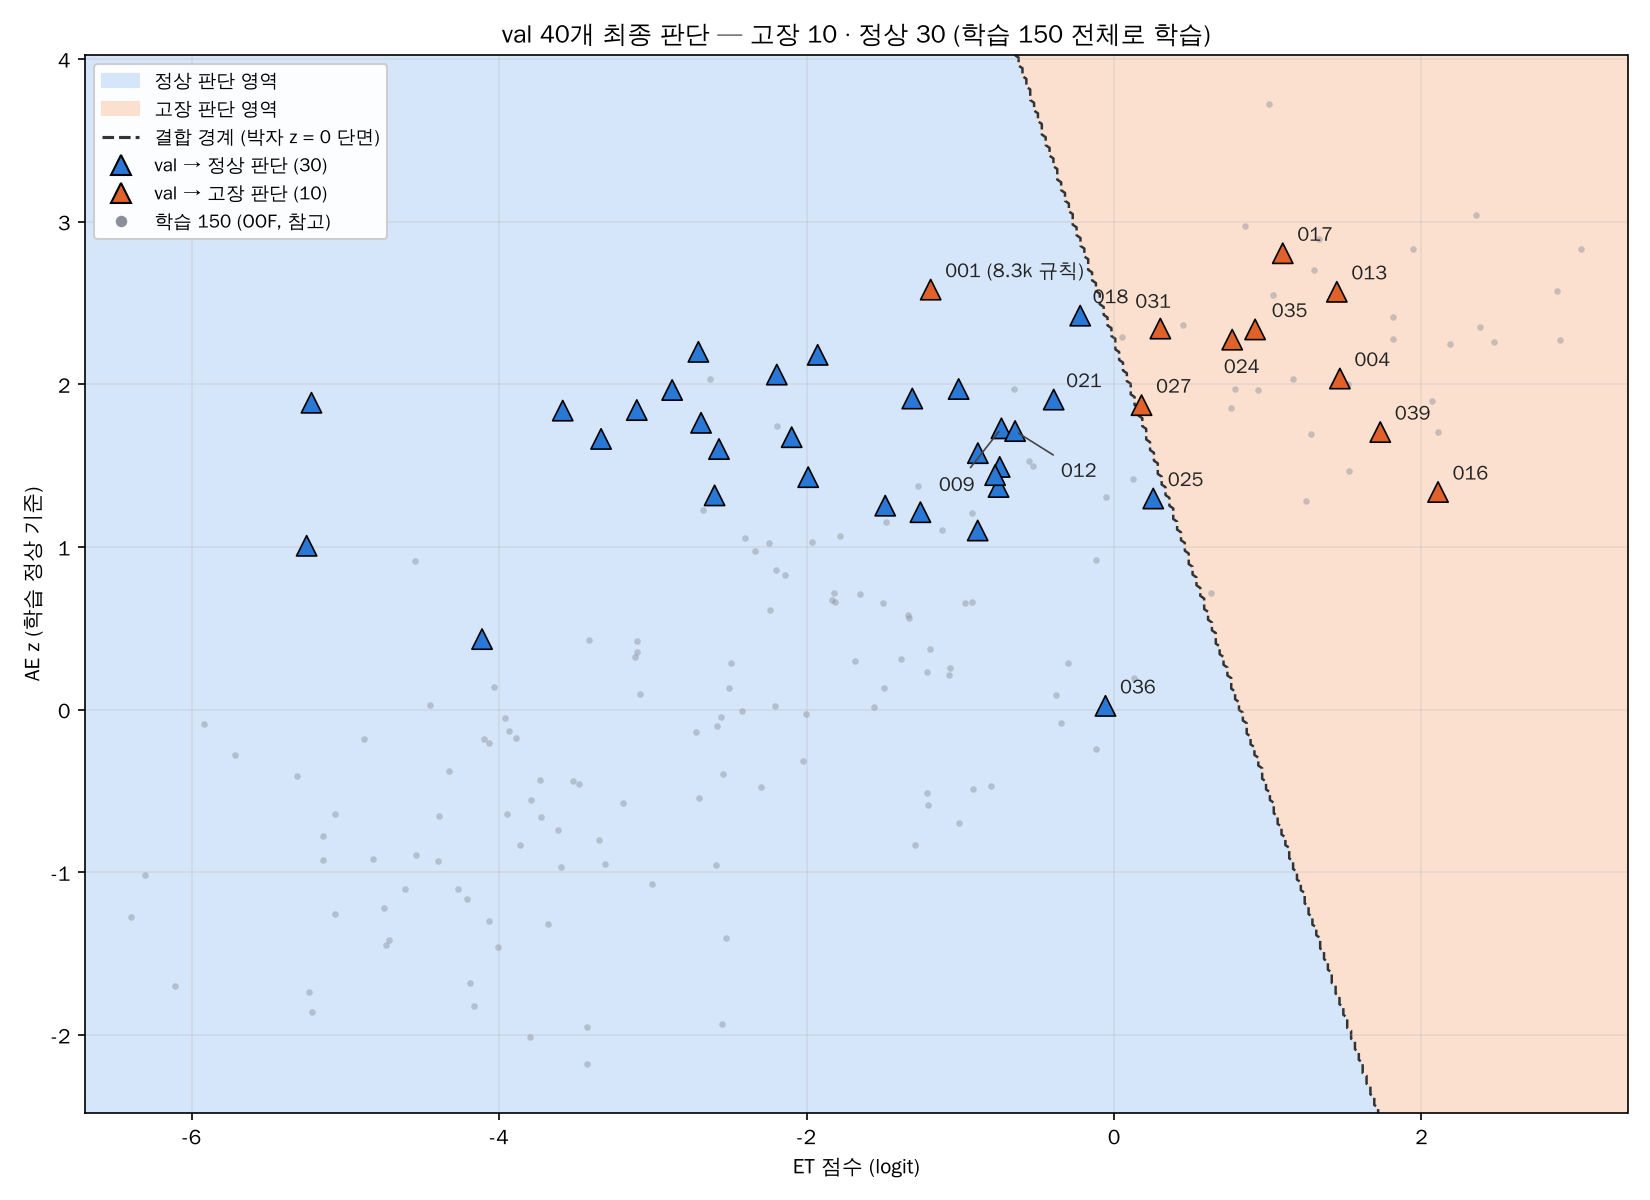 val 40개 최종 판단 — 고장 10 · 정상 30 (학습 150 전체로 학습)
정상 판단 영역
고장 판단 영역
결합 경계 (박자 z = 0 단면)
val → 정상 판단 (30)
val → 고장 판단 (10)
학습 150 (OOF, 참고)
4
3
2
1
0
-1
-2
AE z (학습 정상 기준)
017
001 (8.3k 규칙)
013
018
031
035
024
004
021
027
039
009
012
025
016
036
-6
-4
-2
0
2
ET 점수 (logit)